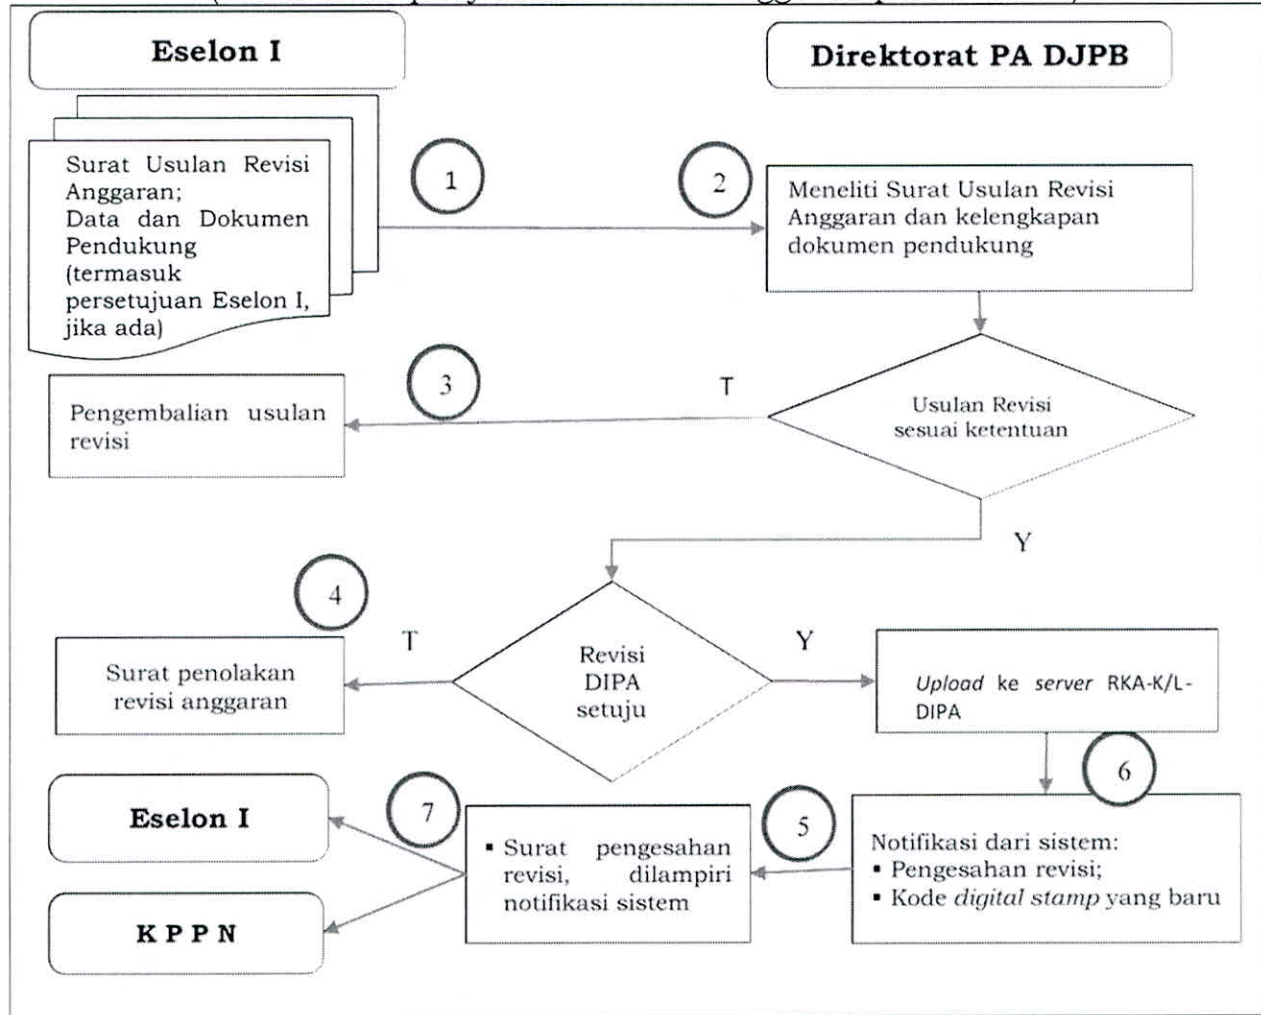 Eselon I
Direktorat PA DJPB
Surat Usulan Revisi
Anggaran;
Data dan Dokumen
Pendukung
(termasuk
persetujuan Eselon I,
jika ada)
1
2
Meneliti Surat Usulan Revisi
Anggaran dan kelengkapan
dokumen pendukung
Pengembalian usulan
revisi
3
T
Usulan Revisi
sesuai ketentuan
Y
4
Surat penolakan
revisi anggaran
T
Revisi
DIPA
setuju
Y
Upload ke server RKA-K/L-
DIPA
6
Eselon I
7
5
▪ Surat pengesahan
revisi, dilampiri
notifikasi sistem
Notifikasi dari sistem:
▪ Pengesahan revisi;
▪ Kode digital stamp yang baru
K P P N